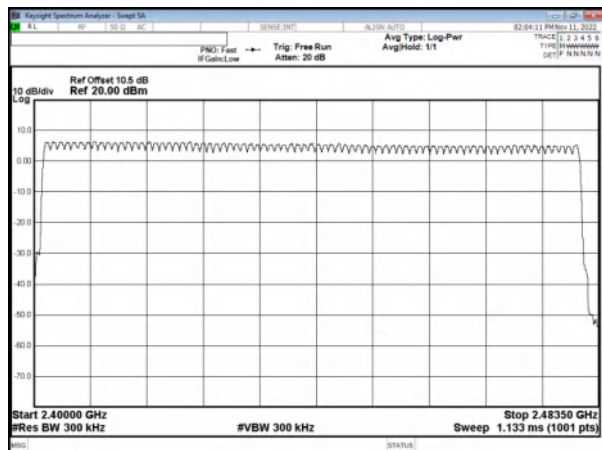 Keysight Spectrum Analyzer - Swept SA
RL RF 50 Ω AC SENSE:INT ALIGN AUTO 02:04:11 PM Nov 11, 2022
Avg Type: Log-Pwr TRACE 1 2 3 4 5 6
PNO: Fast Trig: Free Run Avg|Hold: 1/1 TYPE M
IFGain:Low Atten: 20 dB DET P N N N N N
Ref Offset 10.5 dB
10 dB/div Ref 20.00 dBm
Log
10.0
0.00
-10.0
-20.0
-30.0
-40.0
-50.0
-60.0
-70.0
Start 2.40000 GHz Stop 2.48350 GHz
#Res BW 300 kHz #VBW 300 kHz Sweep 1.133 ms (1001 pts)
MSG STATUS